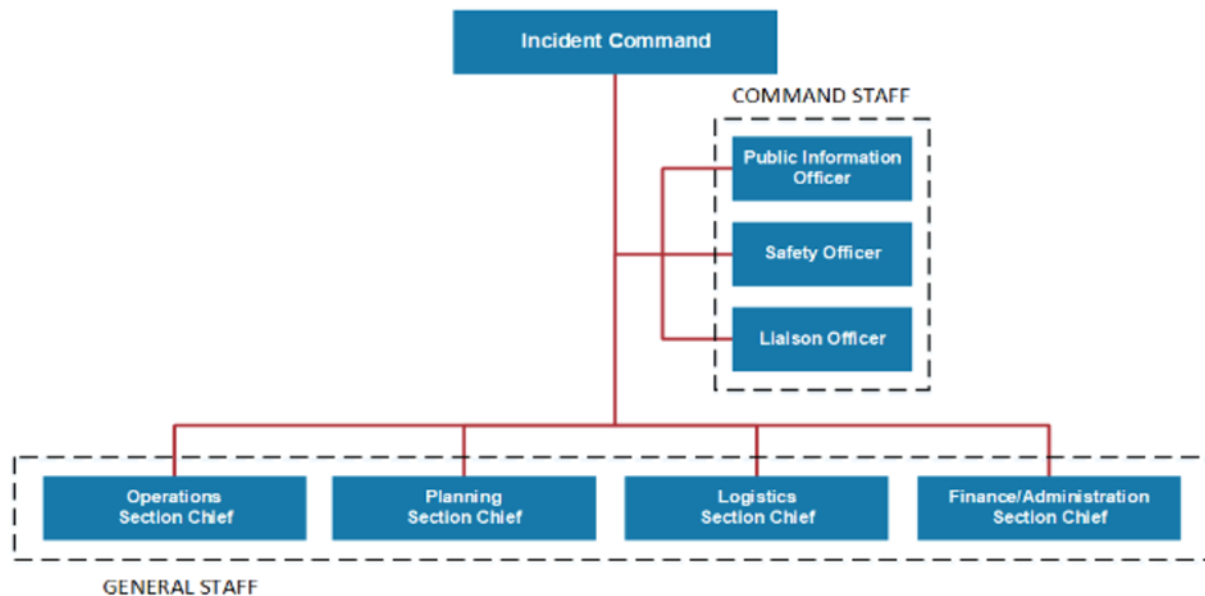 Incident Command
COMMAND STAFF
Public Information
Officer
Safety Officer
Liaison Officer
Operations
Section Chief
Planning
Section Chief
Logistics
Section Chief
Finance/Administration
Section Chief
GENERAL STAFF